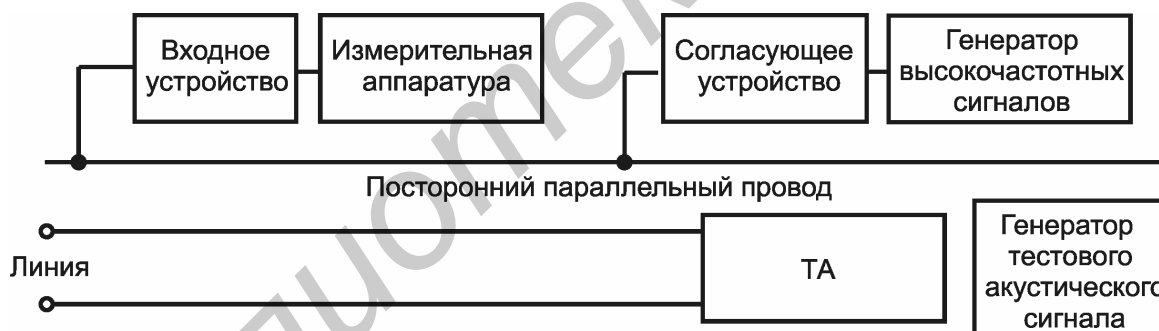 Входное
устройство
Измерительная
аппаратура
Согласующее
устройство
Генератор
высокочастотных
сигналов
Посторонний параллельный провод
Линия
ТА
Генератор
тестового
акустического
сигнала